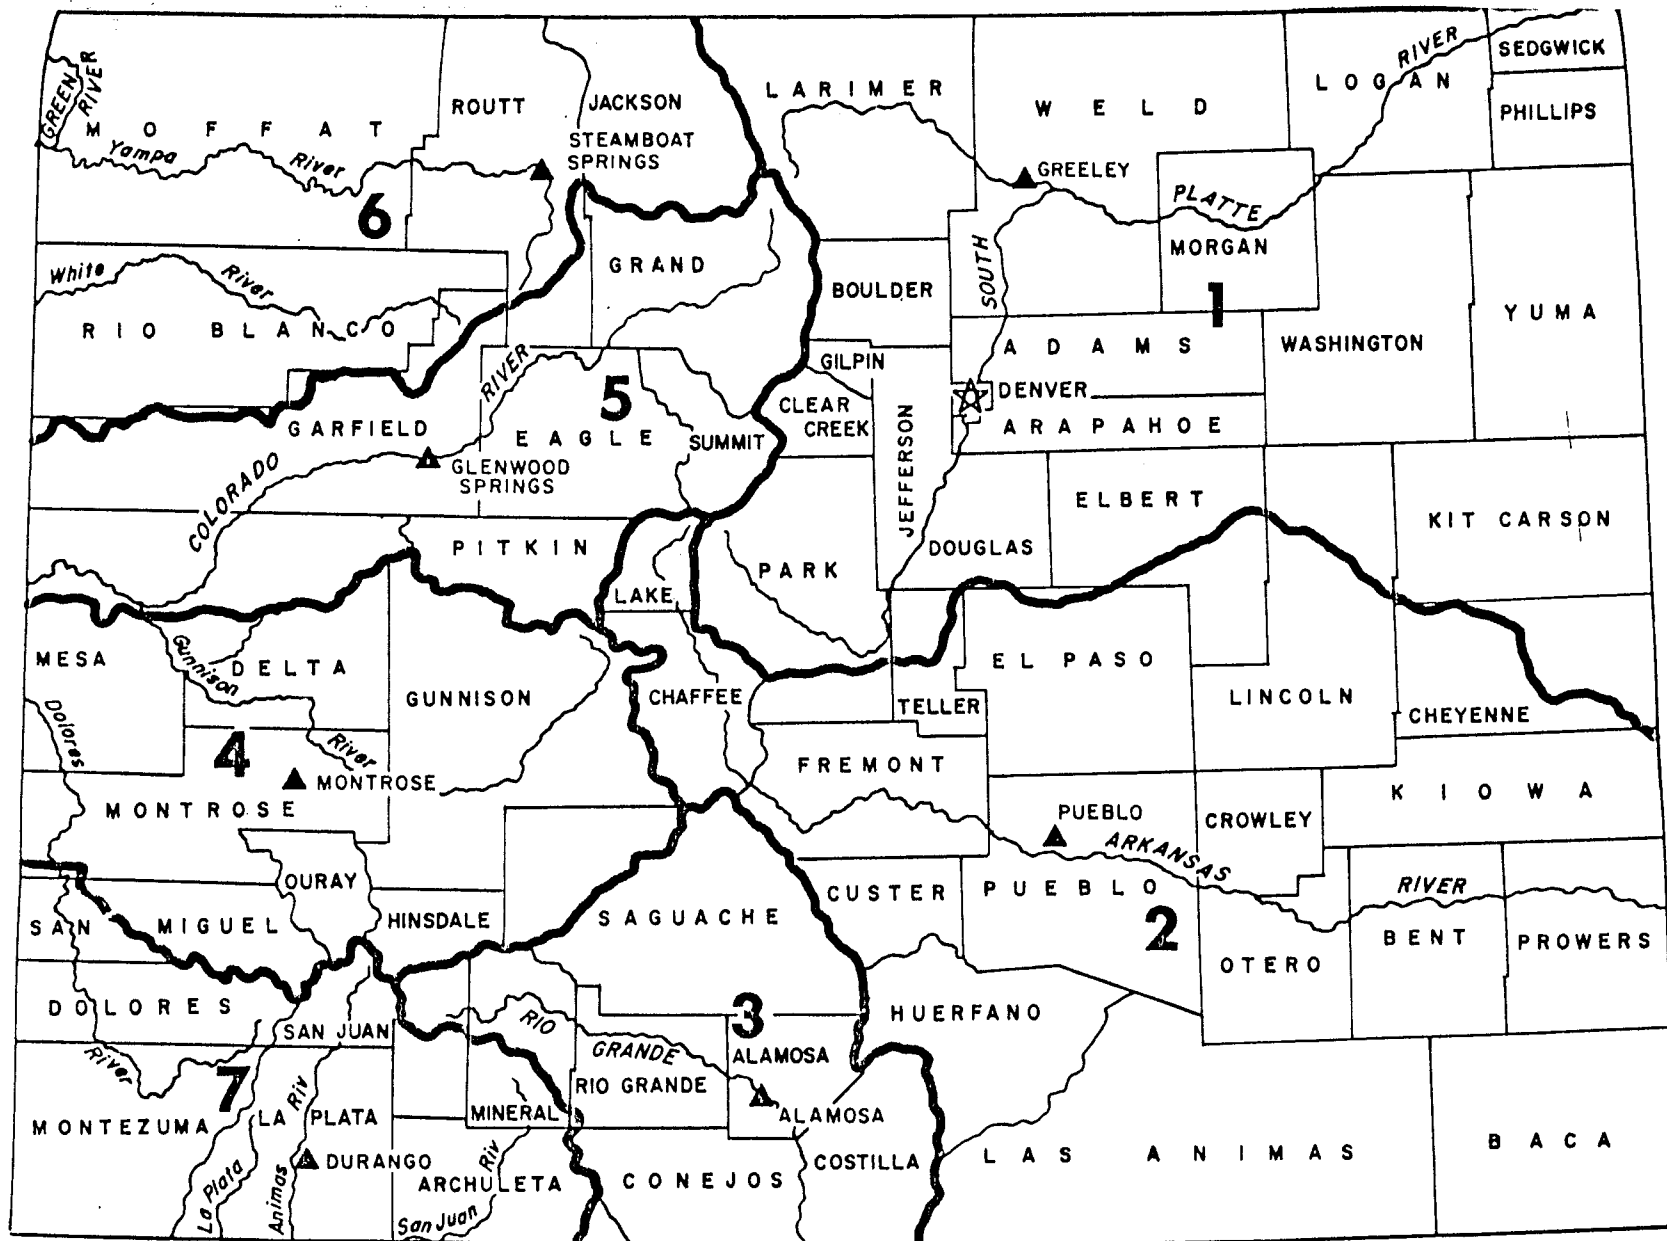 GREEN
RIVER
MOFFAT
Yampa
River
6
ROUTT
JACKSON
STEAMBOAT
SPRINGS
LARIMER
WELD
GREELEY
LOGAN
RIVER
SEDGWICK
PHILLIPS
PLATTE
MORGAN
1
SOUTH
White
River
RIO BLANCO
GRAND
BOULDER
YUMA
ADAMS
WASHINGTON
GILPIN
DENVER
ARAPAHOE
CLEAR
CREEK
JEFFERSON
RIVER
5
GARFIELD
EAGLE
SUMMIT
GLENWOOD
SPRINGS
COLORADO
ELBERT
KIT CARSON
PITKIN
DOUGLAS
PARK
LAKE
MESA
Gunnison
DELTA
GUNNISON
CHAFFEE
EL PASO
TELLER
LINCOLN
CHEYENNE
Dolores
4
River
MONTROSE
MONTROSE
FREMONT
KIOWA
PUEBLO
CROWLEY
ARKANSAS
RIVER
OURAY
HINSDALE
SAGUACHE
CUSTER
PUEBLO
2
BENT
PROWERS
OTERO
SAN MIGUEL
DOLORES
SAN JUAN
3
RIO
GRANDE
ALAMOSA
HUERFANO
River
7
RIO GRANDE
MONTEZUMA
LA PLATA
Riv
MINERAL
ALAMOSA
DURANGO
Riv
ARCHULETA
CONEJOS
COSTILLA
LAS ANIMAS
BACA
La Plata
Animas
San Juan